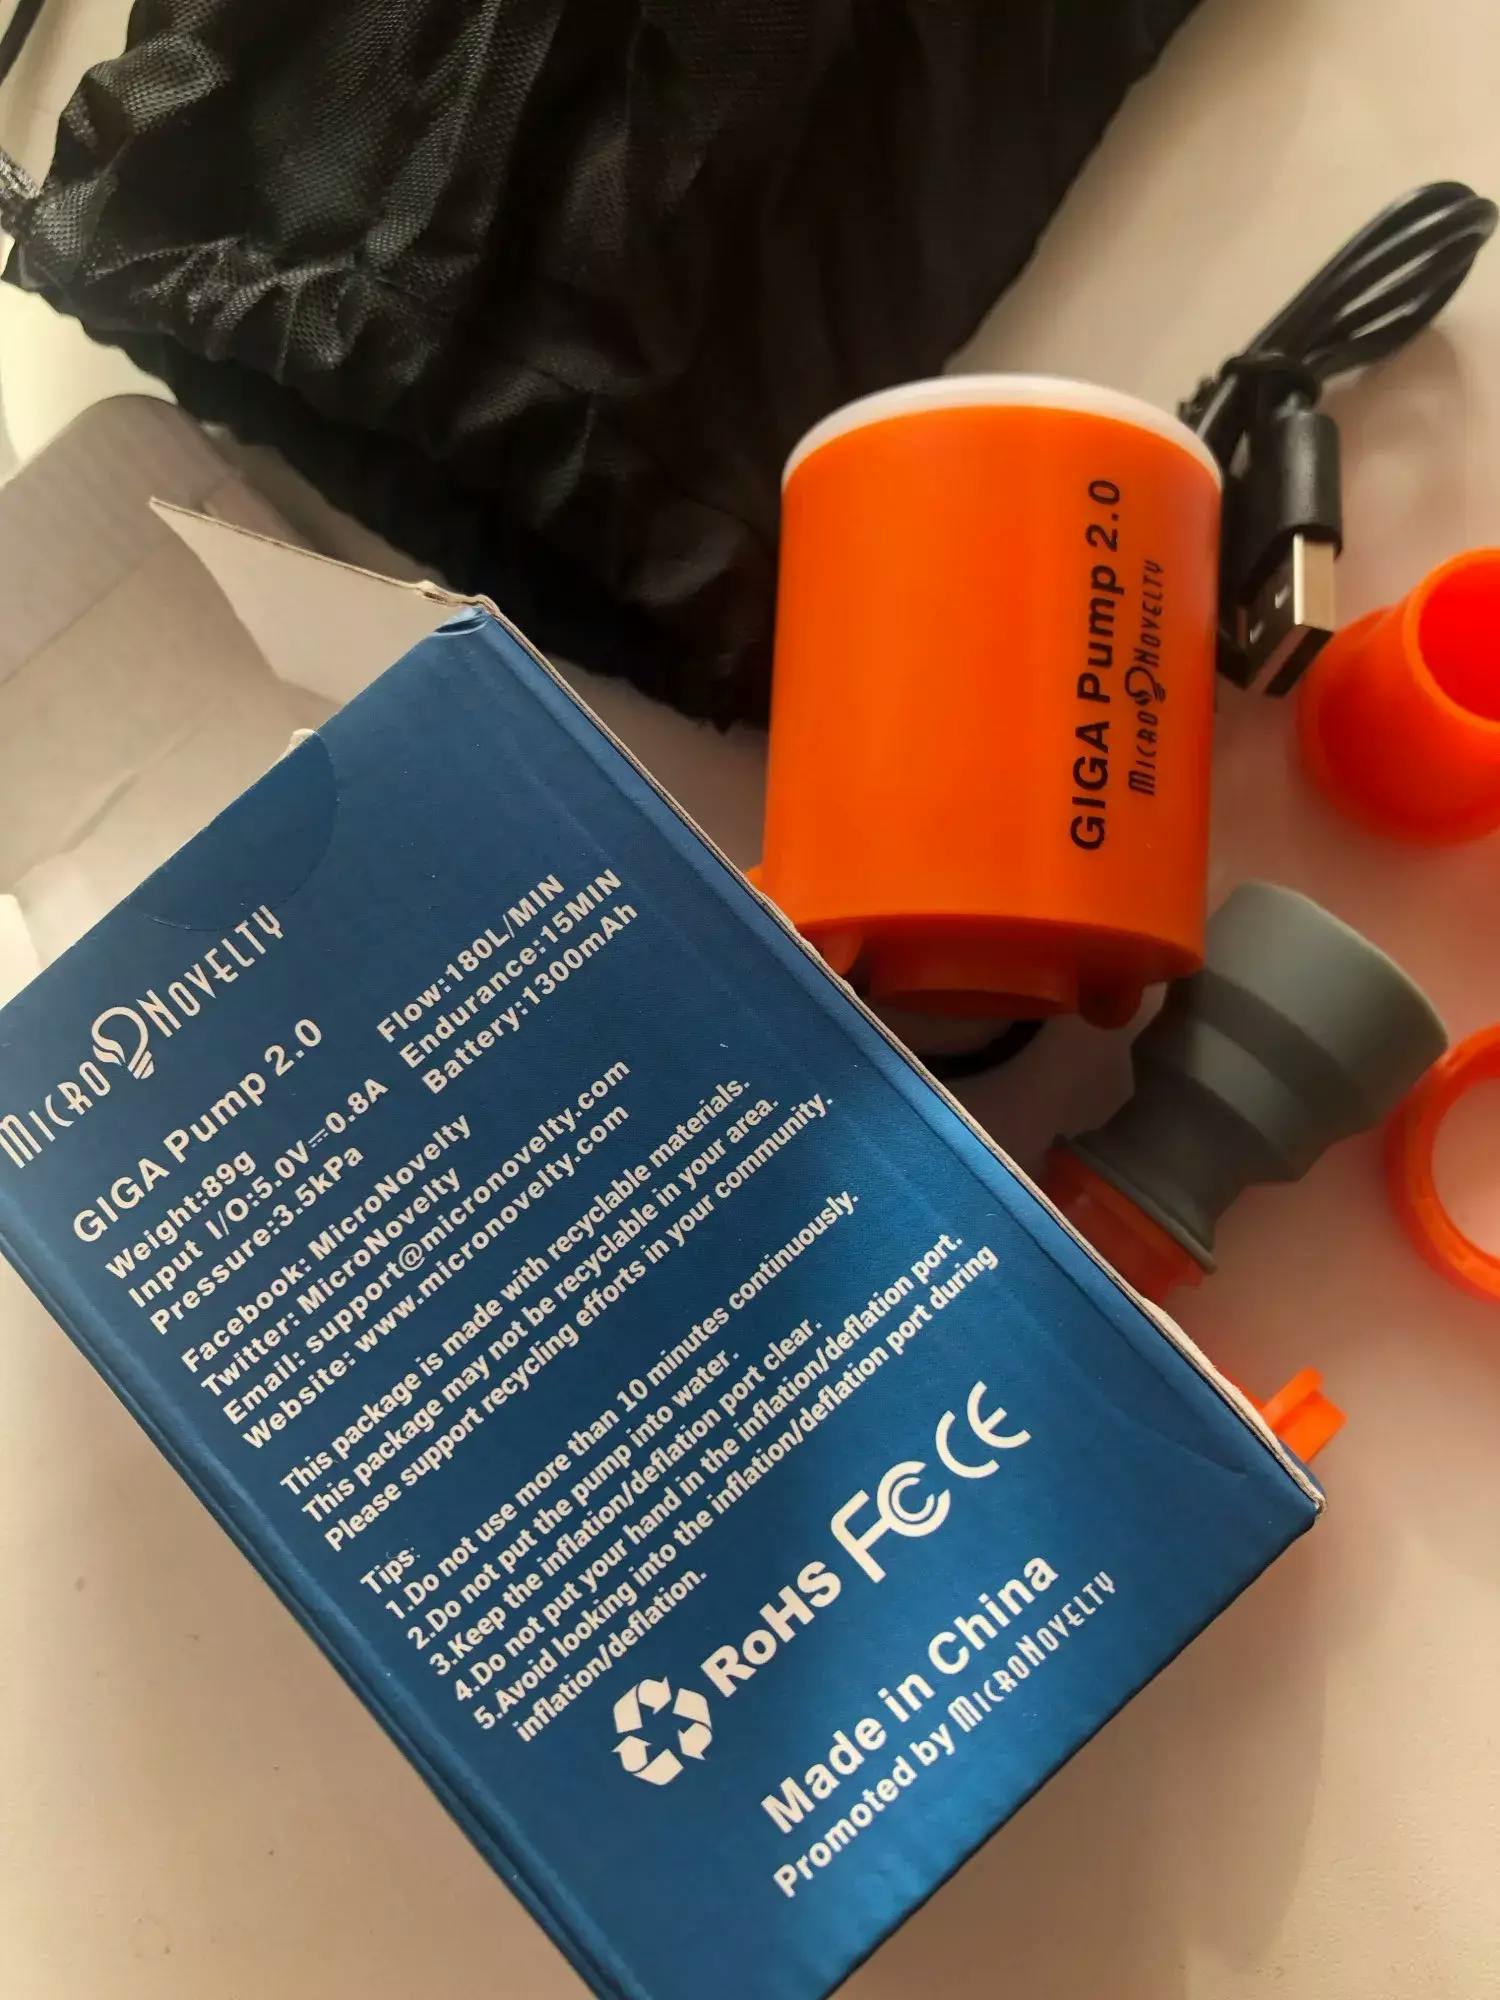 MICRO NOVELTY
GIGA Pump 2.0
Weight:89g
Input I/O:5.0V⎓0.8A
Pressure:3.5kPa
Flow:180L/MIN
Endurance:15MIN
Battery:1300mAh
Facebook: MicroNovelty
Twitter: MicroNovelty
Email: support@micronovelty.com
Website: www.micronovelty.com
This package is made with recyclable materials.
This package may not be recyclable in your area.
Please support recycling efforts in your community.
Tips:
1.Do not use more than 10 minutes continuously.
2.Do not put the pump into water.
3.Keep the inflation/deflation port clear.
4.Do not put your hand in the inflation/deflation port.
5.Avoid looking into the inflation/deflation port during
inflation/deflation.
RoHS FC CE
Made in China
Promoted by MICRONOVELTY
GIGA Pump 2.0
MICRO NOVELTY